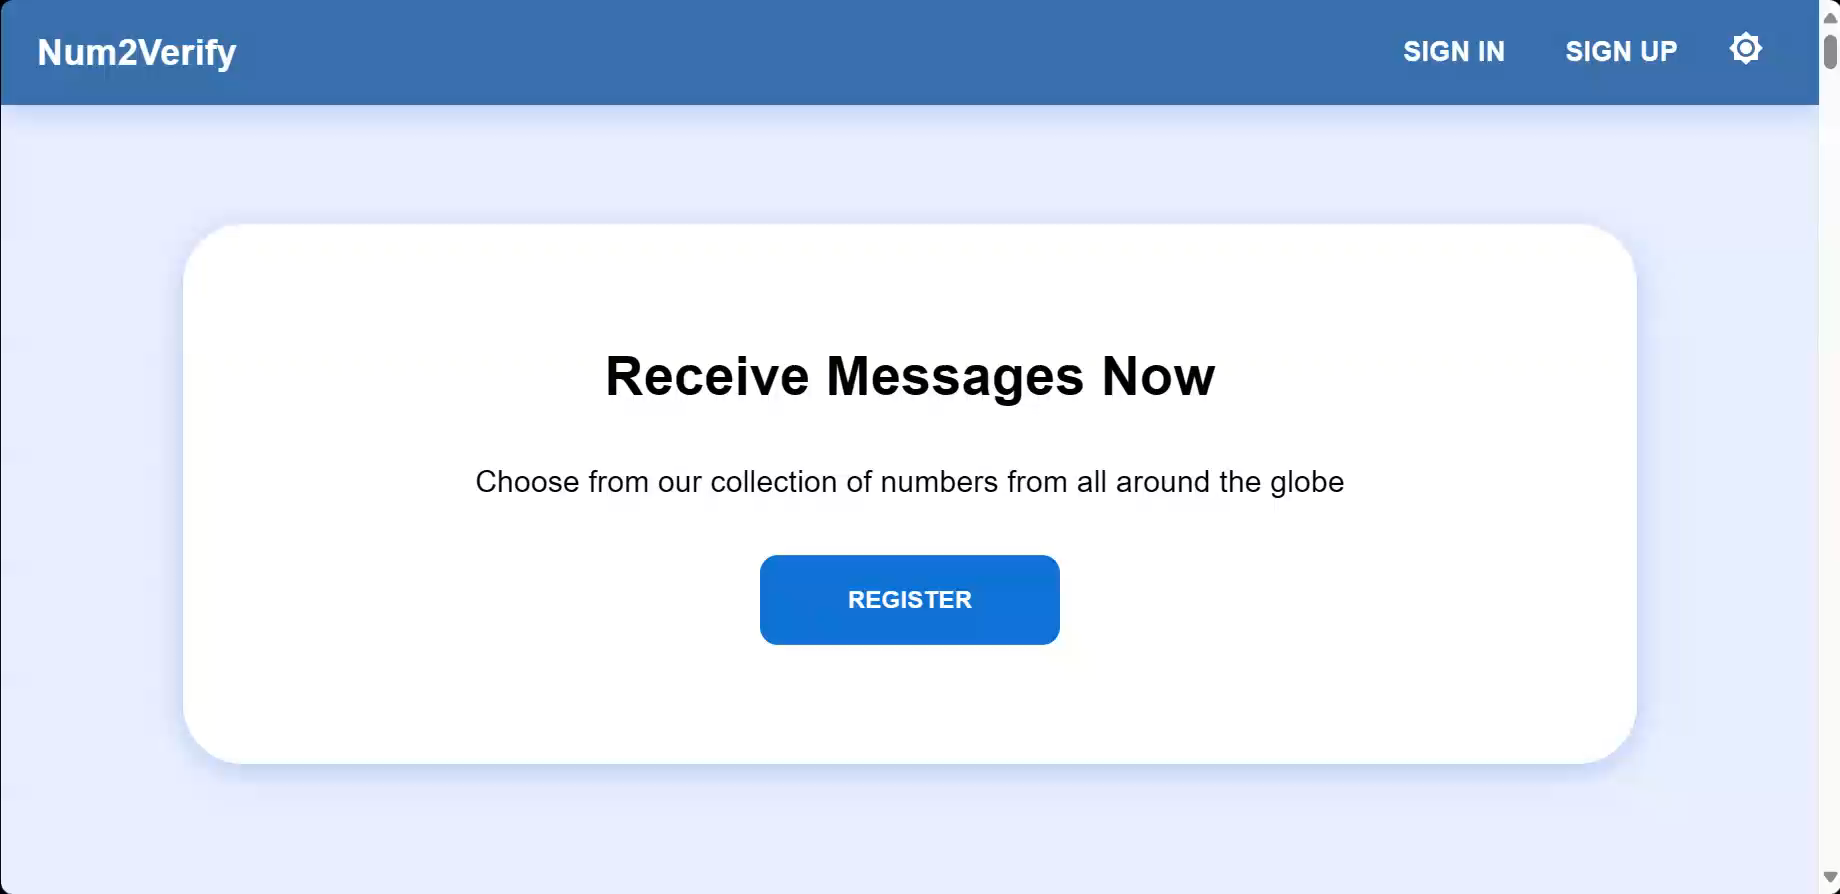 Num2Verify
SIGN IN
SIGN UP
Receive Messages Now
Choose from our collection of numbers from all around the globe
REGISTER